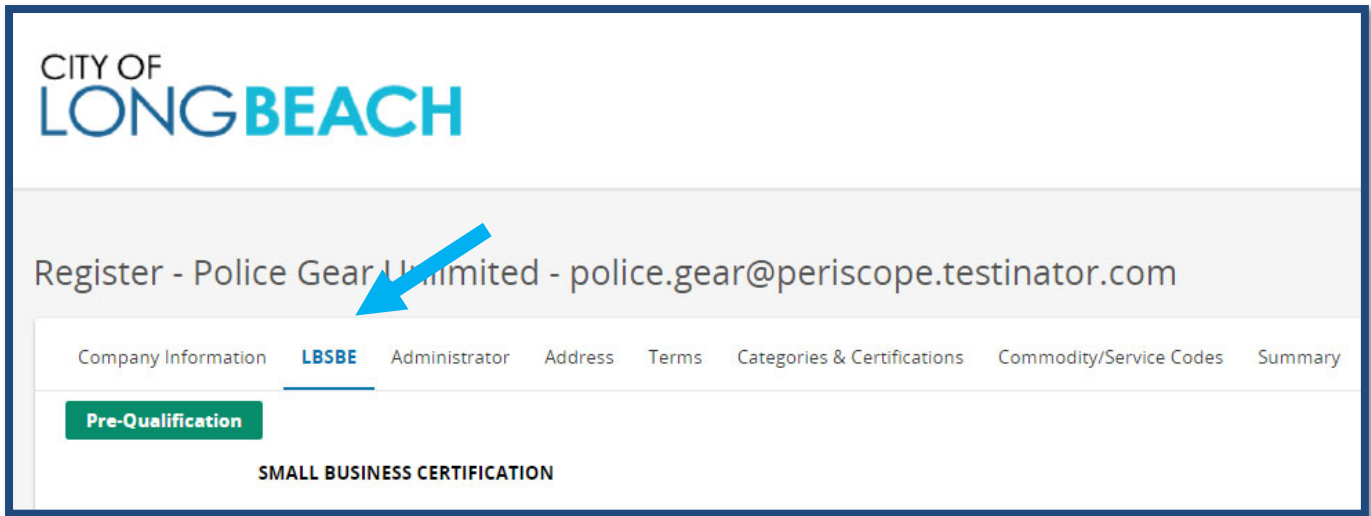 CITY OF
LONGBEACH
Register - Police Gear Unlimited - police.gear@periscope.testinator.com
Company Information LBSBE Administrator Address Terms Categories & Certifications Commodity/Service Codes Summary
Pre-Qualification
SMALL BUSINESS CERTIFICATION